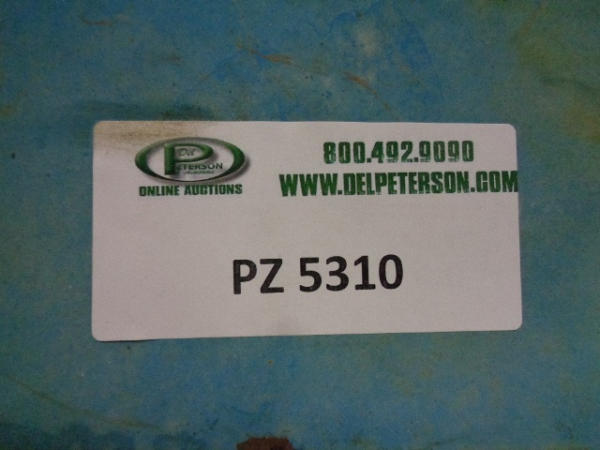 Del
PETERSON
ONLINE AUCTIONS
800.492.9090
WWW.DELPETERSON.COM
PZ 5310